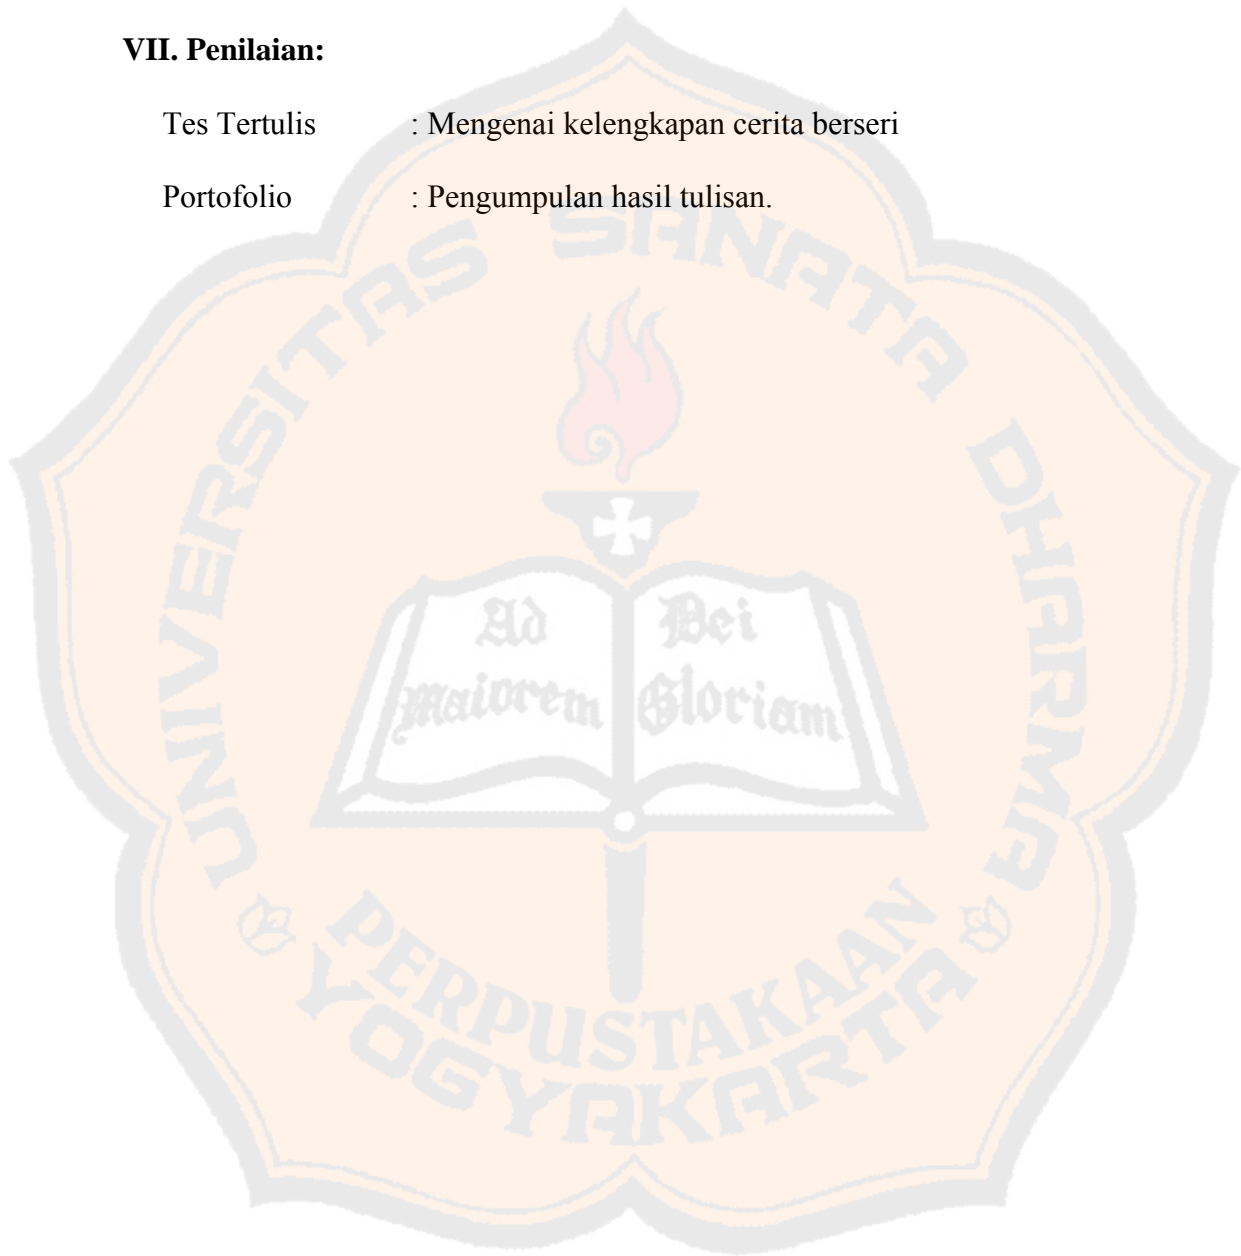 VII. Penilaian:
Tes Tertulis : Mengenai kelengkapan cerita berseri
Portofolio : Pengumpulan hasil tulisan.
UNIVERSITAS SANATA DHARMA
Ad Dei
maiorem Gloriam
PERPUSTAKAAN
YOGYAKARTA